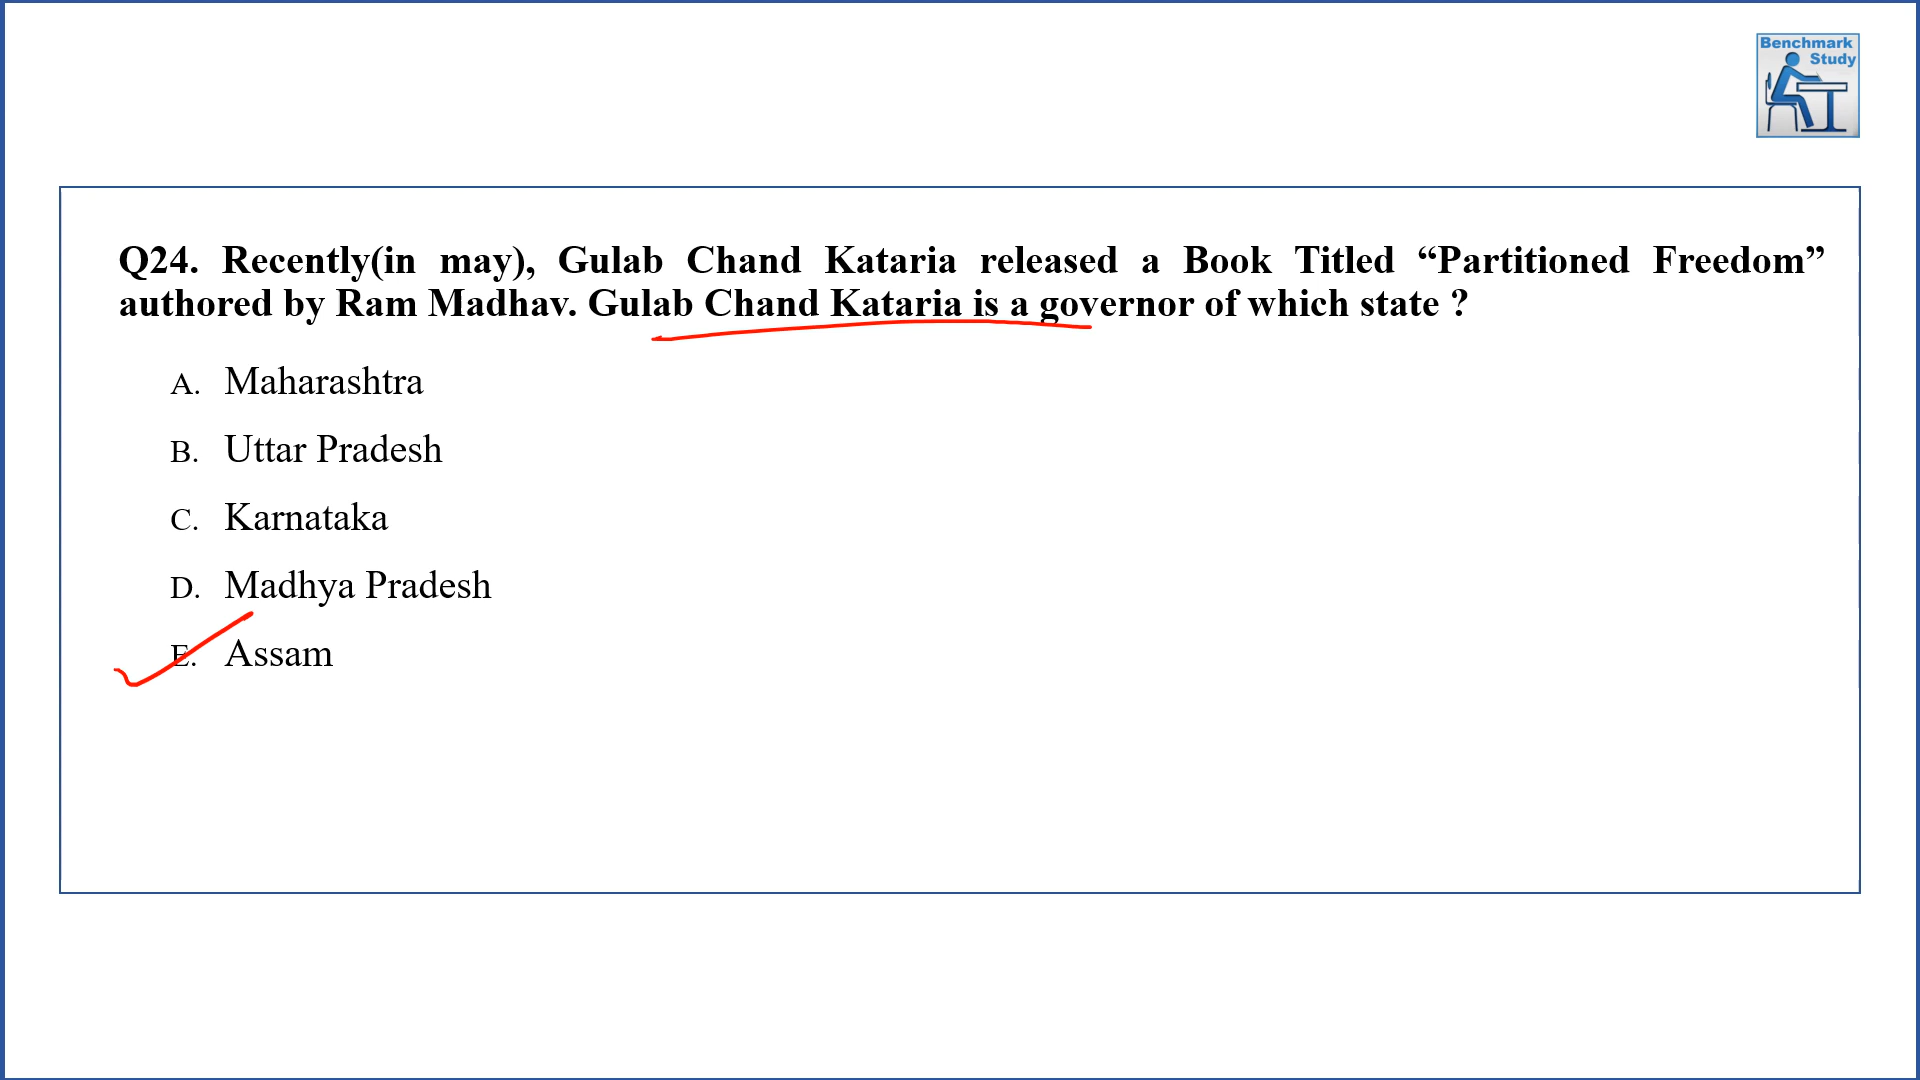 Benchmark
Study
Q24. Recently(in may), Gulab Chand Kataria released a Book Titled “Partitioned Freedom”
authored by Ram Madhav. Gulab Chand Kataria is a governor of which state ?
A. Maharashtra
B. Uttar Pradesh
C. Karnataka
D. Madhya Pradesh
E. Assam